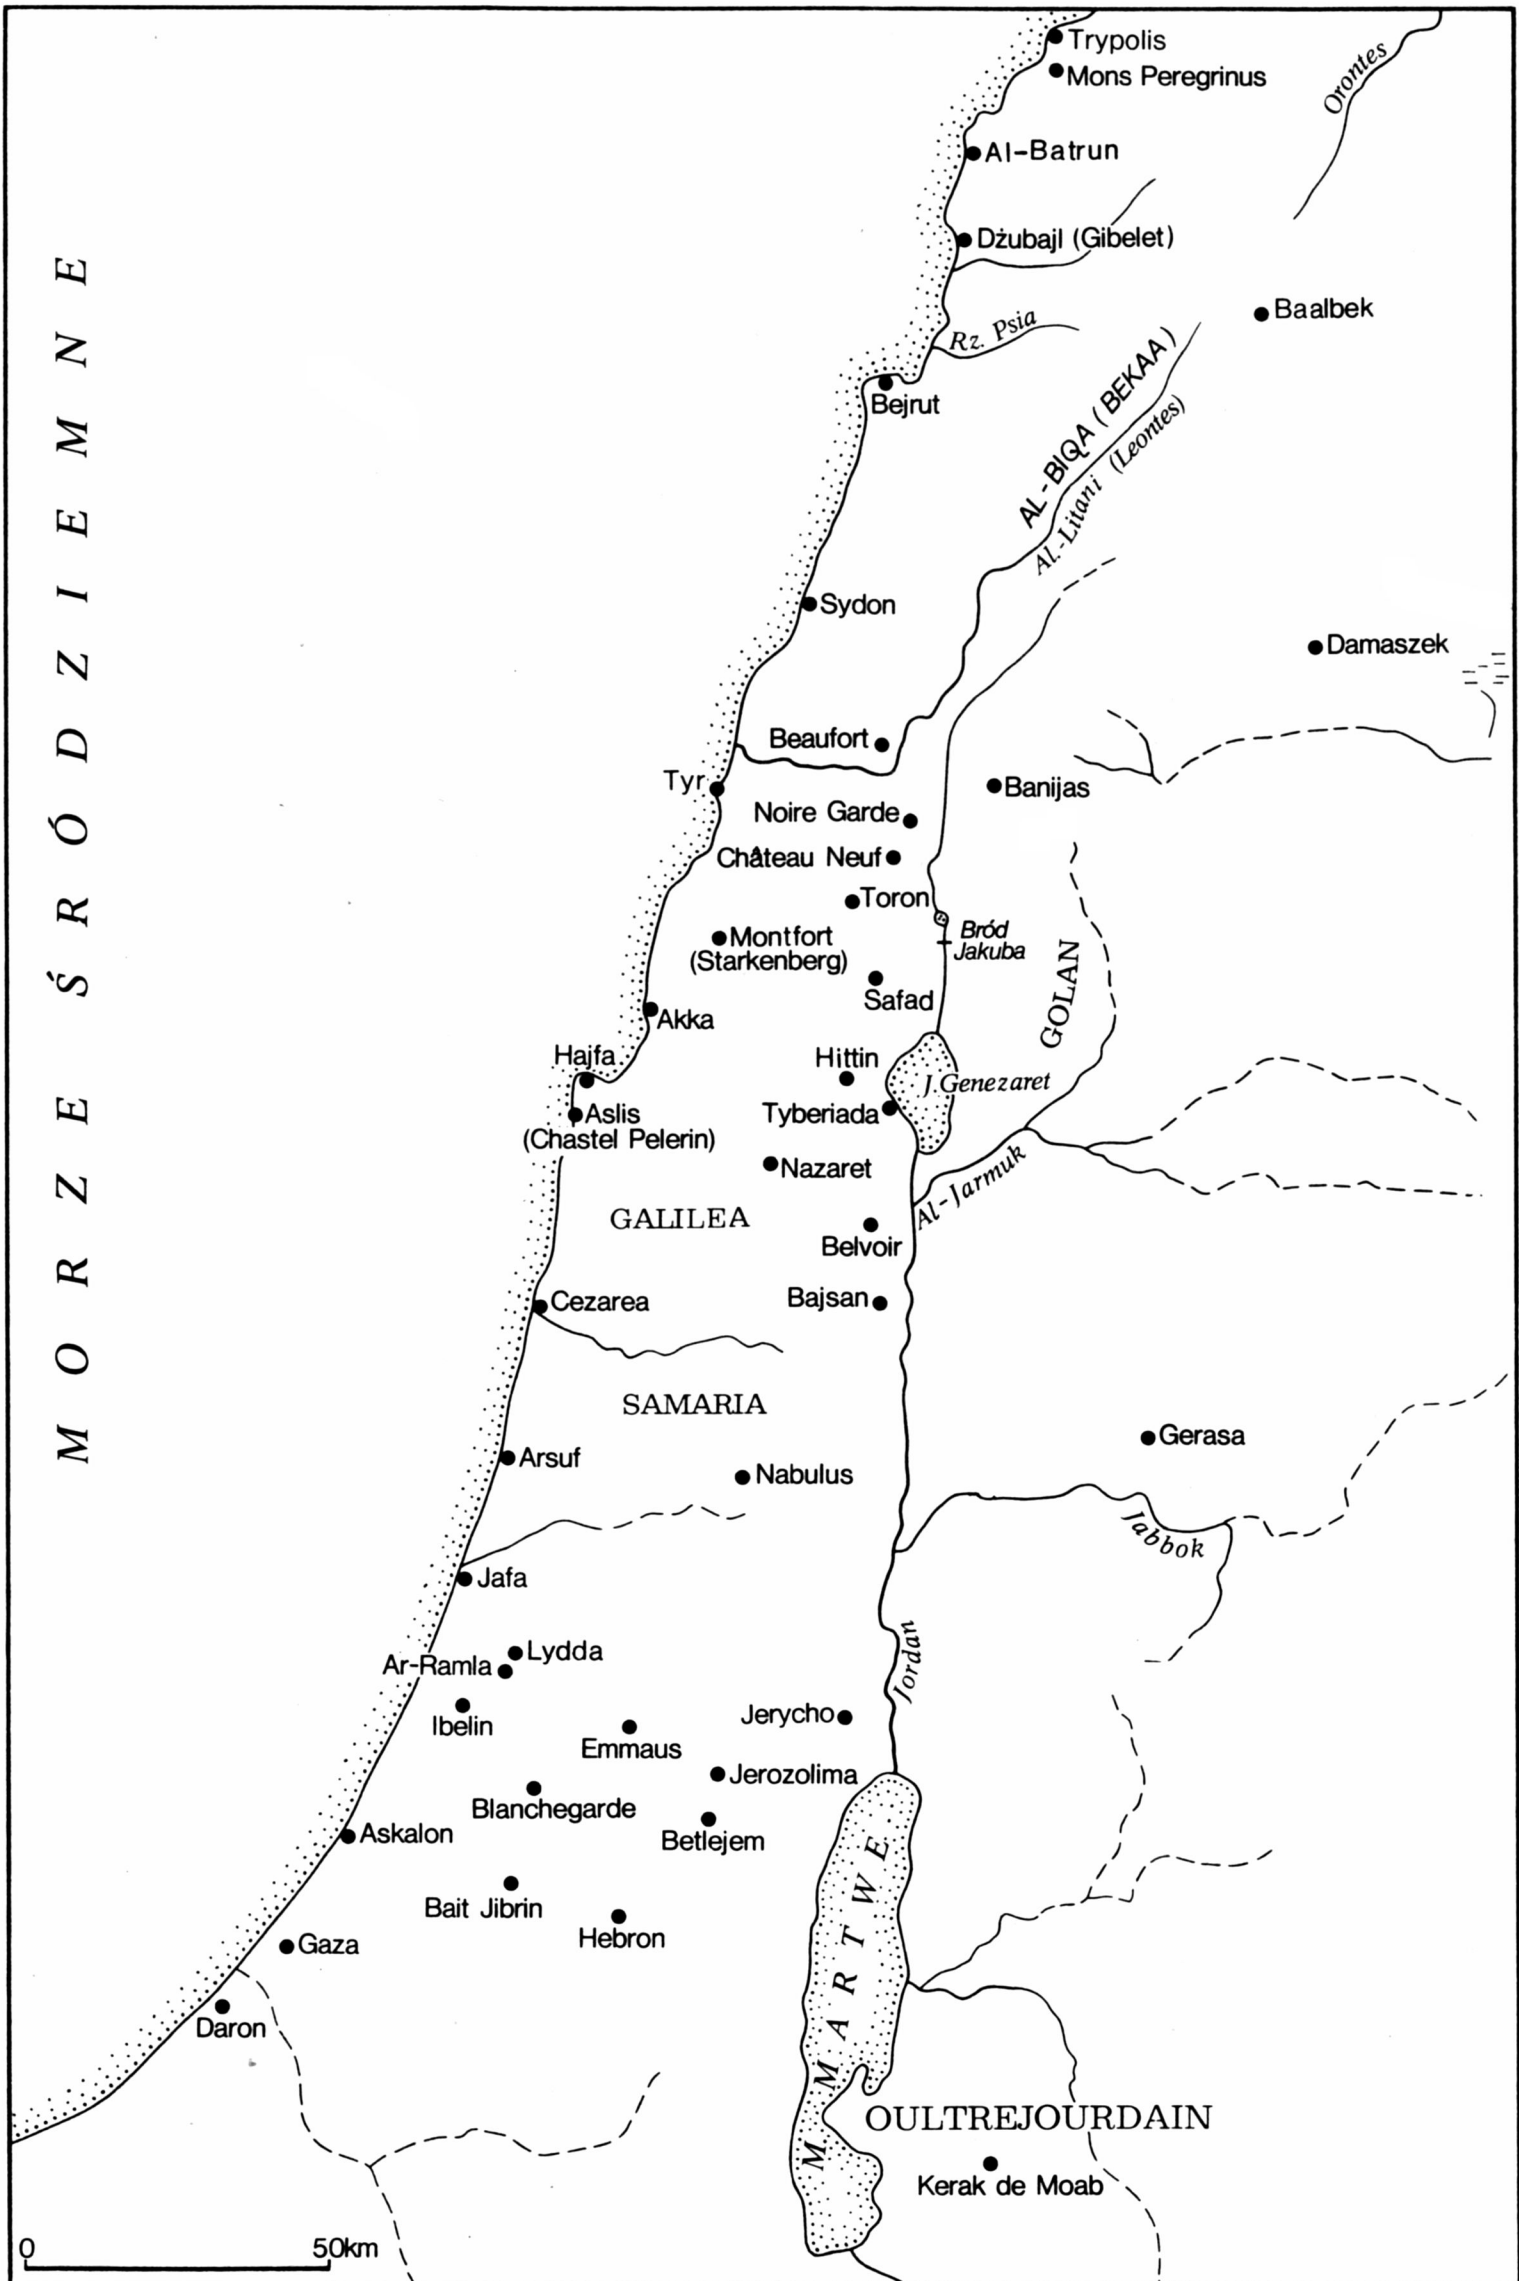 Trypolis
Mons Peregrinus
Orontes
Al-Batrun
Dżubajl (Gibelet)
Baalbek
Rz. Psia
Bejrut
AL-BIQA (BEKAA)
Al.-Litani (Leontes)
MORZE ŚRÓDZIEMNE
Sydon
Damaszek
Beaufort
Tyr
Banijas
Noire Garde
Château Neuf
Toron
Bród
Jakuba
Montfort
(Starkenberg)
GOLAN
Safad
Akka
Hajfa
Hittin
J.Genezaret
Aslis
(Chastel Pelerin)
Tyberiada
Nazaret
Al-Jarmuk
GALILEA
Belvoir
Cezarea
Bajsan
SAMARIA
Gerasa
Arsuf
Nabulus
Jabbok
Jafa
Jordan
Lydda
Ar-Ramla
Ibelin
Jerycho
Emmaus
Jerozolima
Blanchegarde
Askalon
Betlejem
M. MARTWE
Bait Jibrin
Hebron
Gaza
Daron
OULTREJOURDAIN
Kerak de Moab
0 50km